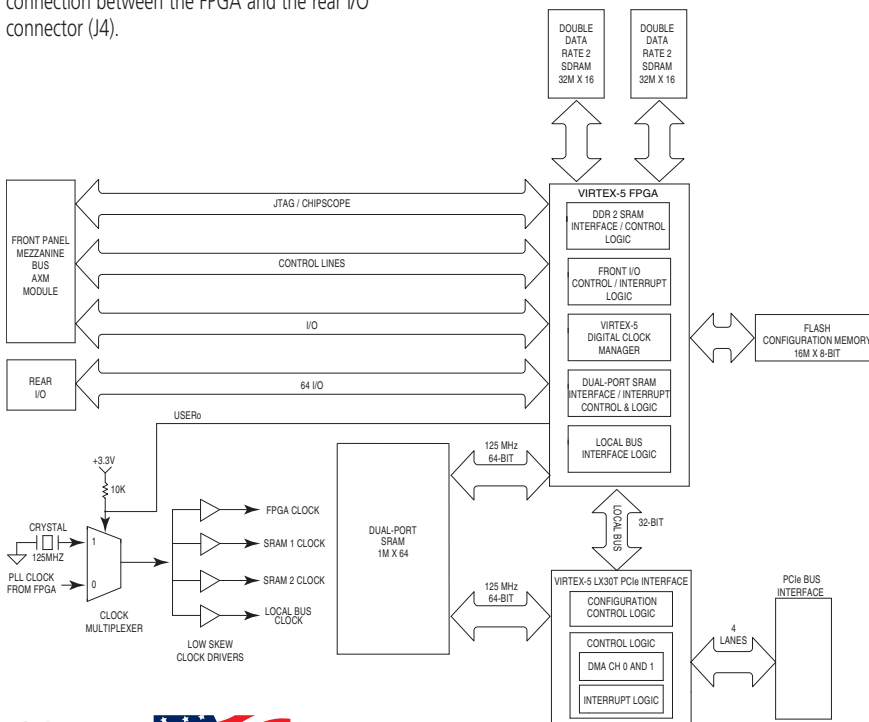 connection between the FPGA and the rear I/O
connector (J4).
DOUBLE
DATA
RATE 2
SDRAM
32M X 16
DOUBLE
DATA
RATE 2
SDRAM
32M X 16
FRONT PANEL
MEZZANINE
BUS
AXM
MODULE
JTAG / CHIPSCOPE
CONTROL LINES
I/O
REAR
I/O
64 I/O
VIRTEX-5 FPGA
DDR 2 SRAM
INTERFACE / CONTROL
LOGIC
FRONT I/O
CONTROL / INTERRUPT
LOGIC
VIRTEX-5
DIGITAL CLOCK
MANAGER
DUAL-PORT SRAM
INTERFACE / INTERRUPT
CONTROL & LOGIC
LOCAL BUS
INTERFACE LOGIC
FLASH
CONFIGURATION MEMORY
16M X 8-BIT
USERo
+3.3V
10K
CRYSTAL
125MHZ
1
PLL CLOCK
FROM FPGA
0
CLOCK
MULTIPLEXER
FPGA CLOCK
SRAM 1 CLOCK
SRAM 2 CLOCK
LOCAL BUS
CLOCK
LOW SKEW
CLOCK DRIVERS
DUAL-PORT
SRAM
1M X 64
125 MHz
64-BIT
125 MHz
64-BIT
LOCAL BUS
32-BIT
VIRTEX-5 LX30T PCIe INTERFACE
CONFIGURATION
CONTROL LOGIC
CONTROL LOGIC
DMA CH 0 AND 1
INTERRUPT LOGIC
4
LANES
PCIe BUS
INTERFACE